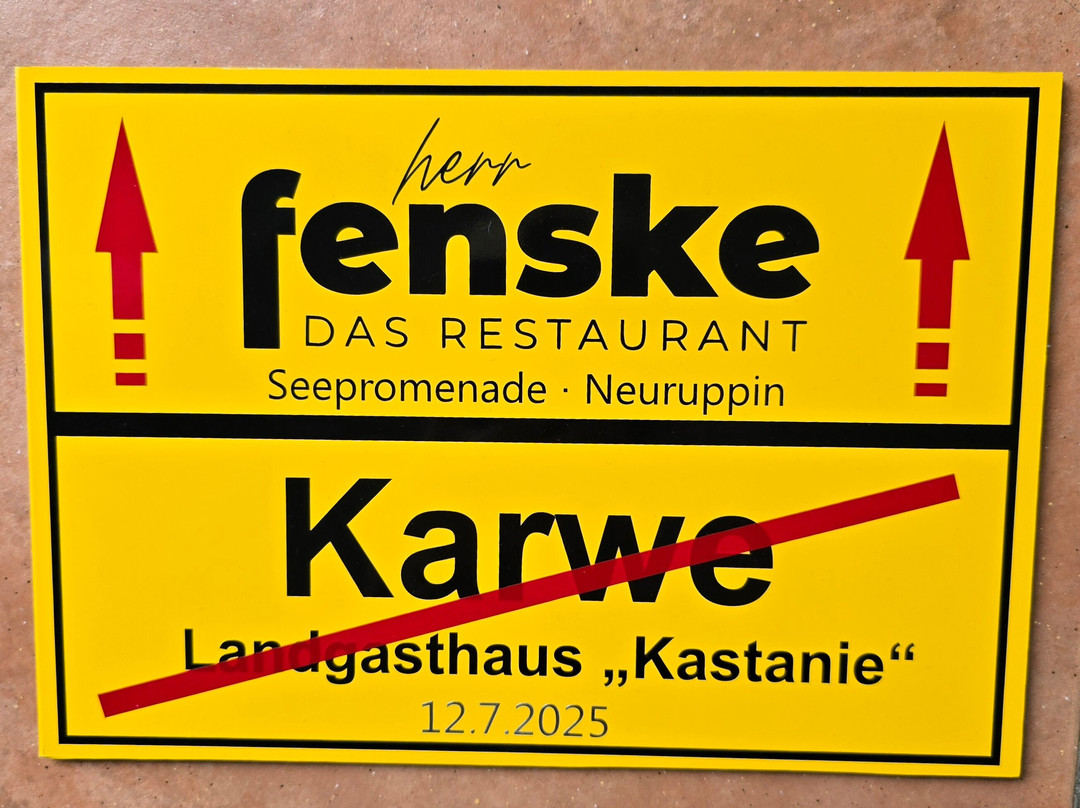 herr
fenske
DAS RESTAURANT
Seepromenade · Neuruppin
Karwe
Landgasthaus „Kastanie“
12.7.2025